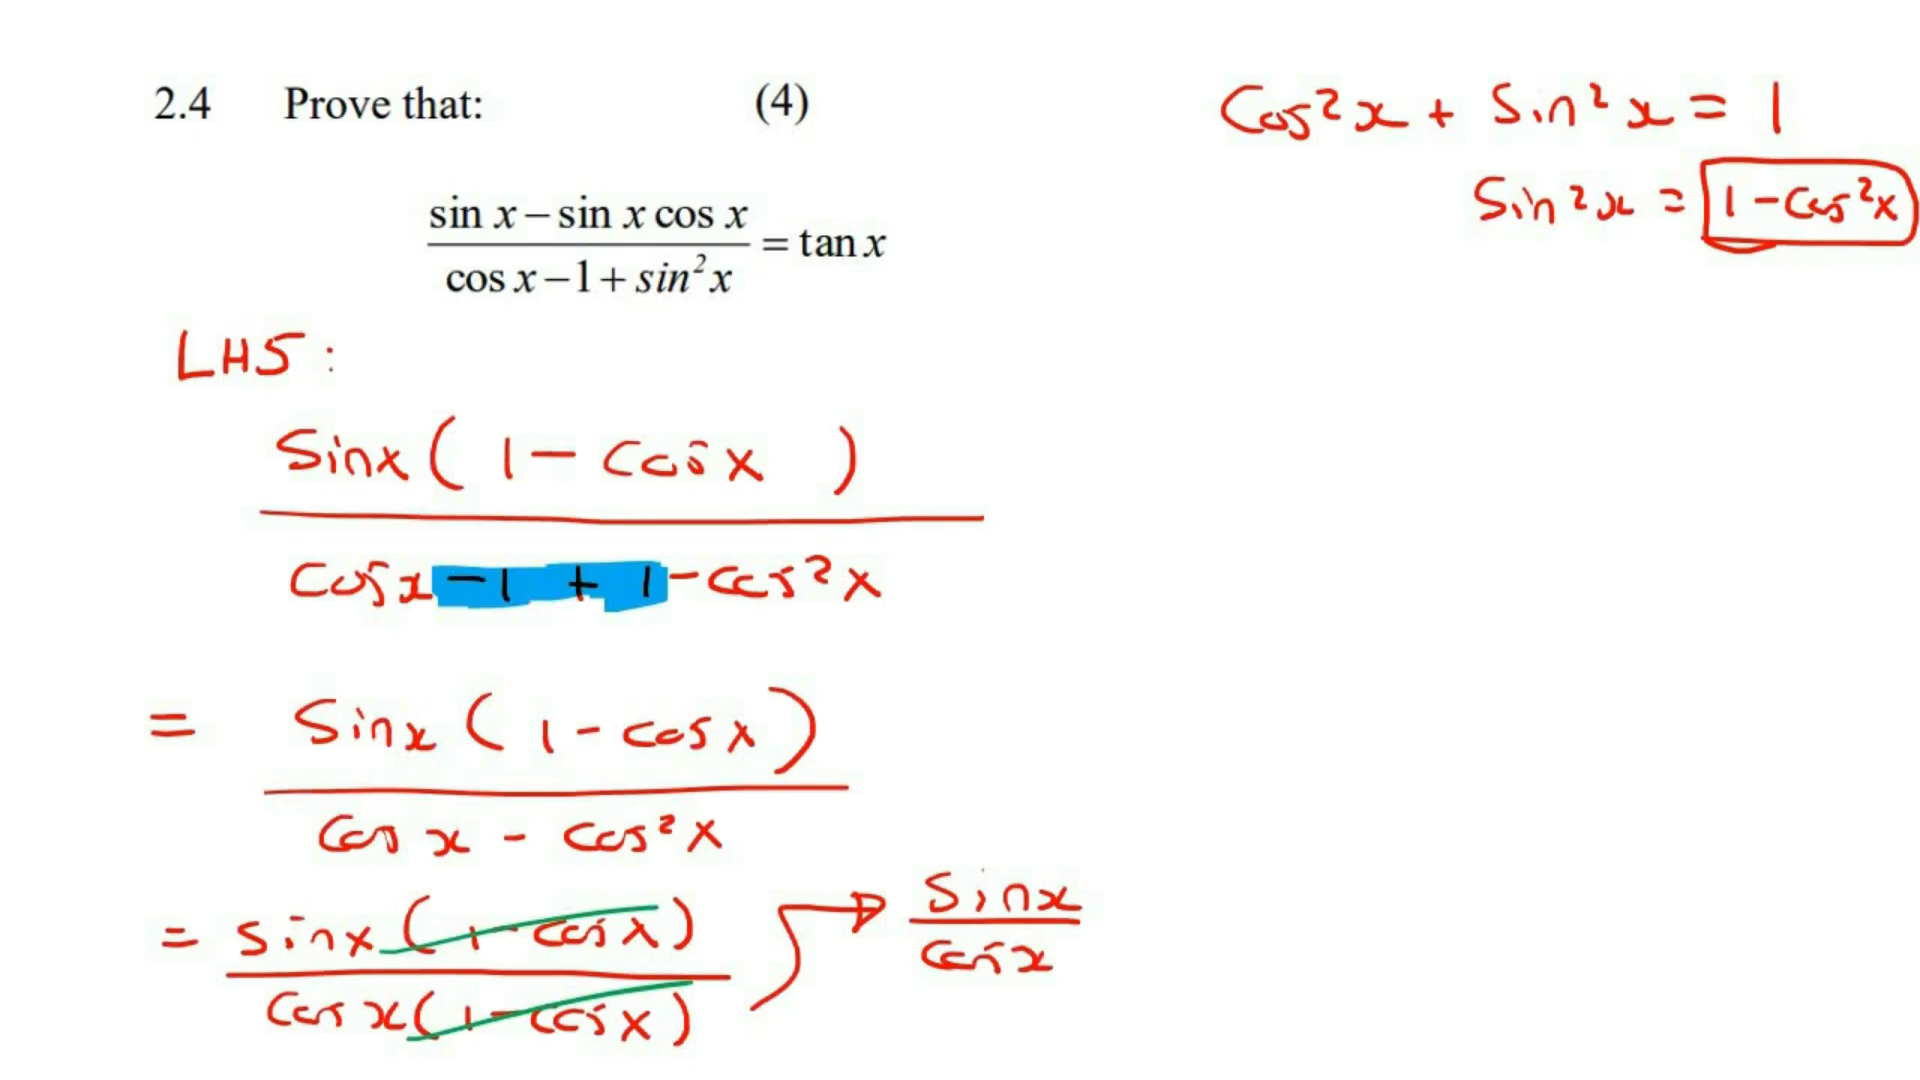 2.4 Prove that: (4)
cos²x + sin²x = 1
sin²x = 1 - cos²x
sin x − sin x cos x
= tan x
cos x − 1 + sin² x
LHS:
sinx ( 1 - cosx )
cosx - 1 + 1 - cos²x
= sinx ( 1 - cosx )
cos x - cos²x
= sinx ( 1 - cosx )
cos x ( 1 - cosx )
sinx
cosx